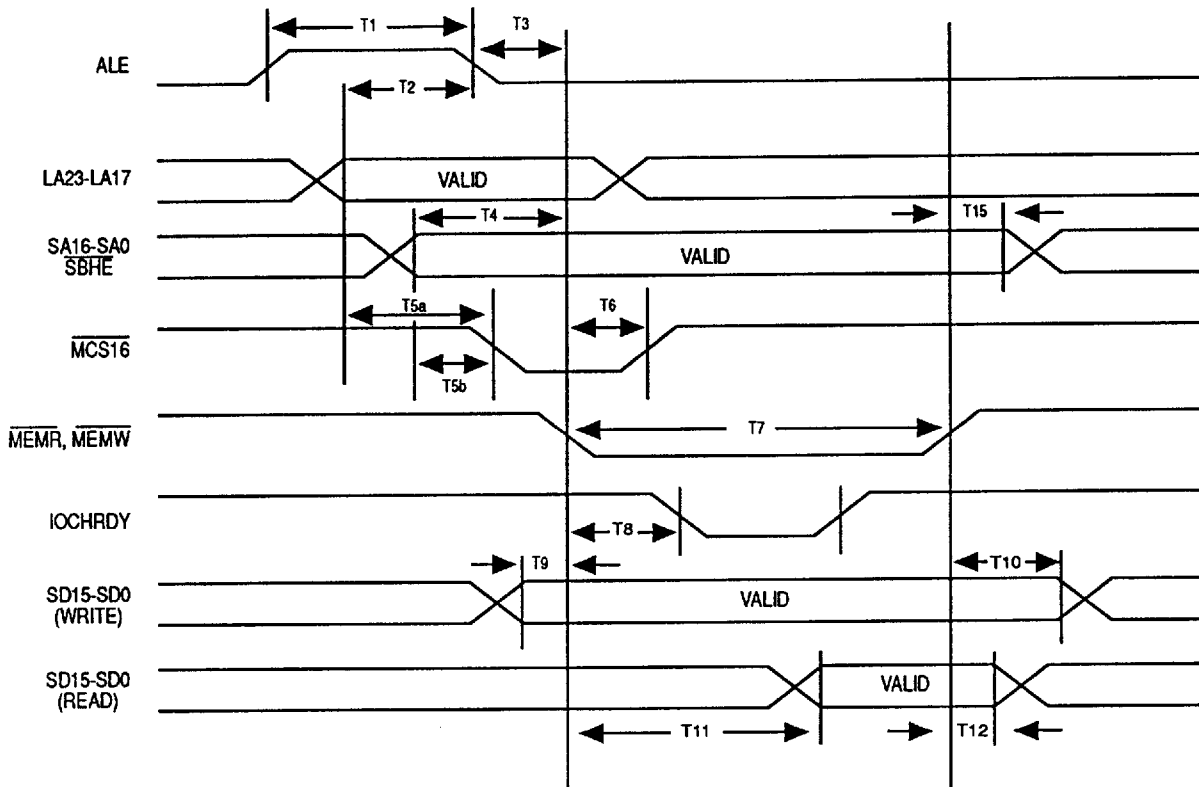 T1
T3
ALE
T2
LA23-LA17
VALID
T4
T15
SA16-SA0
SBHE
VALID
T5a
T6
MCS16
T5b
MEMR, MEMW
T7
IOCHRDY
T8
T9
T10
SD15-SD0
(WRITE)
VALID
SD15-SD0
(READ)
VALID
T11
T12